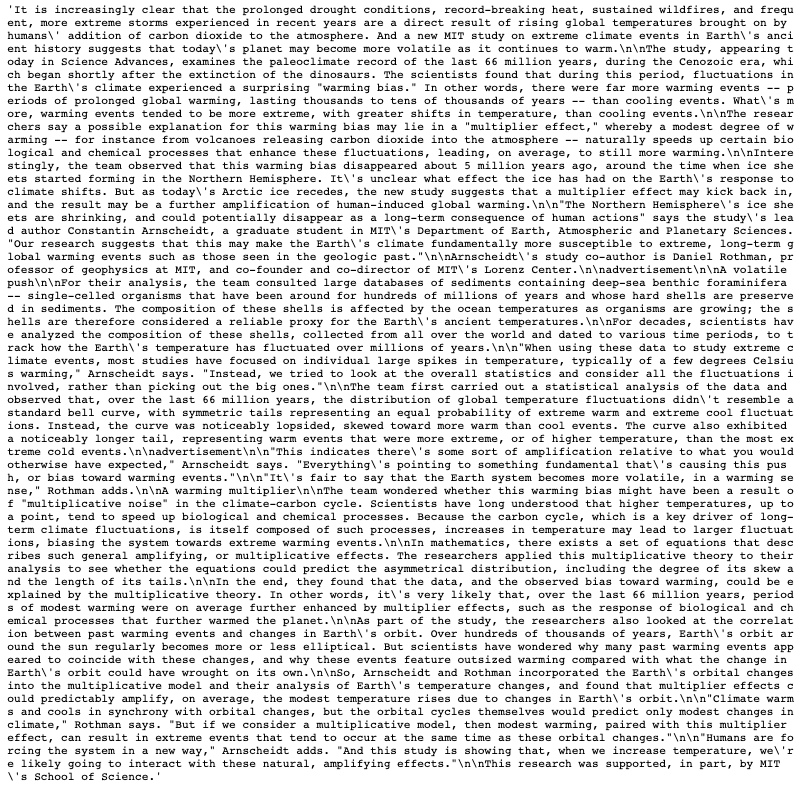 'It is increasingly clear that the prolonged drought conditions, record-breaking heat, sustained wildfires, and frequ
ent, more extreme storms experienced in recent years are a direct result of rising global temperatures brought on by
humans\' addition of carbon dioxide to the atmosphere. And a new MIT study on extreme climate events in Earth\'s anci
ent history suggests that today\'s planet may become more volatile as it continues to warm.\n\nThe study, appearing t
oday in Science Advances, examines the paleoclimate record of the last 66 million years, during the Cenozoic era, whi
ch began shortly after the extinction of the dinosaurs. The scientists found that during this period, fluctuations in
the Earth\'s climate experienced a surprising "warming bias." In other words, there were far more warming events -- p
eriods of prolonged global warming, lasting thousands to tens of thousands of years -- than cooling events. What\'s m
ore, warming events tended to be more extreme, with greater shifts in temperature, than cooling events.\n\nThe resear
chers say a possible explanation for this warming bias may lie in a "multiplier effect," whereby a modest degree of w
arming -- for instance from volcanoes releasing carbon dioxide into the atmosphere -- naturally speeds up certain bio
logical and chemical processes that enhance these fluctuations, leading, on average, to still more warming.\n\nIntere
stingly, the team observed that this warming bias disappeared about 5 million years ago, around the time when ice she
ets started forming in the Northern Hemisphere. It\'s unclear what effect the ice has had on the Earth\'s response to
climate shifts. But as today\'s Arctic ice recedes, the new study suggests that a multiplier effect may kick back in,
and the result may be a further amplification of human-induced global warming.\n\n"The Northern Hemisphere\'s ice she
ets are shrinking, and could potentially disappear as a long-term consequence of human actions" says the study\'s lea
d author Constantin Arnscheidt, a graduate student in MIT\'s Department of Earth, Atmospheric and Planetary Sciences.
"Our research suggests that this may make the Earth\'s climate fundamentally more susceptible to extreme, long-term g
lobal warming events such as those seen in the geologic past."\n\nArnscheidt\'s study co-author is Daniel Rothman, pr
ofessor of geophysics at MIT, and co-founder and co-director of MIT\'s Lorenz Center.\n\nadvertisement\n\nA volatile
push\n\nFor their analysis, the team consulted large databases of sediments containing deep-sea benthic foraminifera
-- single-celled organisms that have been around for hundreds of millions of years and whose hard shells are preserve
d in sediments. The composition of these shells is affected by the ocean temperatures as organisms are growing; the s
hells are therefore considered a reliable proxy for the Earth\'s ancient temperatures.\n\nFor decades, scientists hav
e analyzed the composition of these shells, collected from all over the world and dated to various time periods, to t
rack how the Earth\'s temperature has fluctuated over millions of years.\n\n"When using these data to study extreme c
limate events, most studies have focused on individual large spikes in temperature, typically of a few degrees Celsiu
s warming," Arnscheidt says. "Instead, we tried to look at the overall statistics and consider all the fluctuations i
nvolved, rather than picking out the big ones."\n\nThe team first carried out a statistical analysis of the data and
observed that, over the last 66 million years, the distribution of global temperature fluctuations didn\'t resemble a
standard bell curve, with symmetric tails representing an equal probability of extreme warm and extreme cool fluctuat
ions. Instead, the curve was noticeably lopsided, skewed toward more warm than cool events. The curve also exhibited
a noticeably longer tail, representing warm events that were more extreme, or of higher temperature, than the most ex
treme cold events.\n\nadvertisement\n\n"This indicates there\'s some sort of amplification relative to what you would
otherwise have expected," Arnscheidt says. "Everything\'s pointing to something fundamental that\'s causing this pus
h, or bias toward warming events."\n\n"It\'s fair to say that the Earth system becomes more volatile, in a warming se
nse," Rothman adds.\n\nA warming multiplier\n\nThe team wondered whether this warming bias might have been a result o
f "multiplicative noise" in the climate-carbon cycle. Scientists have long understood that higher temperatures, up to
a point, tend to speed up biological and chemical processes. Because the carbon cycle, which is a key driver of long-
term climate fluctuations, is itself composed of such processes, increases in temperature may lead to larger fluctuat
ions, biasing the system towards extreme warming events.\n\nIn mathematics, there exists a set of equations that desc
ribes such general amplifying, or multiplicative effects. The researchers applied this multiplicative theory to their
analysis to see whether the equations could predict the asymmetrical distribution, including the degree of its skew a
nd the length of its tails.\n\nIn the end, they found that the data, and the observed bias toward warming, could be e
xplained by the multiplicative theory. In other words, it\'s very likely that, over the last 66 million years, period
s of modest warming were on average further enhanced by multiplier effects, such as the response of biological and ch
emical processes that further warmed the planet.\n\nAs part of the study, the researchers also looked at the correlat
ion between past warming events and changes in Earth\'s orbit. Over hundreds of thousands of years, Earth\'s orbit ar
ound the sun regularly becomes more or less elliptical. But scientists have wondered why many past warming events app
eared to coincide with these changes, and why these events feature outsized warming compared with what the change in
Earth\'s orbit could have wrought on its own.\n\nSo, Arnscheidt and Rothman incorporated the Earth\'s orbital changes
into the multiplicative model and their analysis of Earth\'s temperature changes, and found that multiplier effects c
ould predictably amplify, on average, the modest temperature rises due to changes in Earth\'s orbit.\n\n"Climate warm
s and cools in synchrony with orbital changes, but the orbital cycles themselves would predict only modest changes in
climate," Rothman says. "But if we consider a multiplicative model, then modest warming, paired with this multiplier
effect, can result in extreme events that tend to occur at the same time as these orbital changes."\n\n"Humans are fo
rcing the system in a new way," Arnscheidt adds. "And this study is showing that, when we increase temperature, we\'r
e likely going to interact with these natural, amplifying effects."\n\nThis research was supported, in part, by MIT
\'s School of Science.'